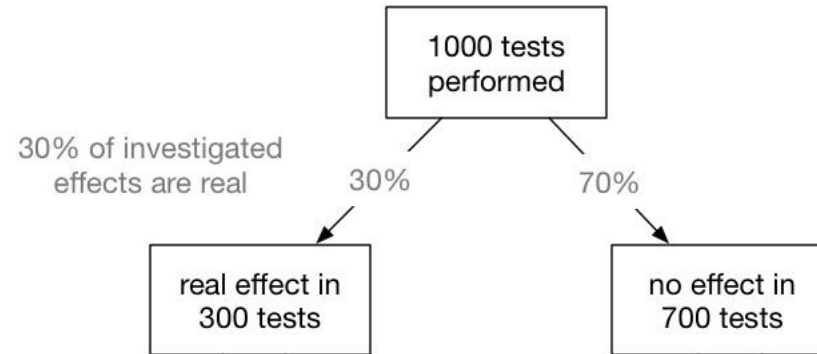 1000 tests
performed
30% of investigated
effects are real
30%
70%
real effect in
300 tests
no effect in
700 tests